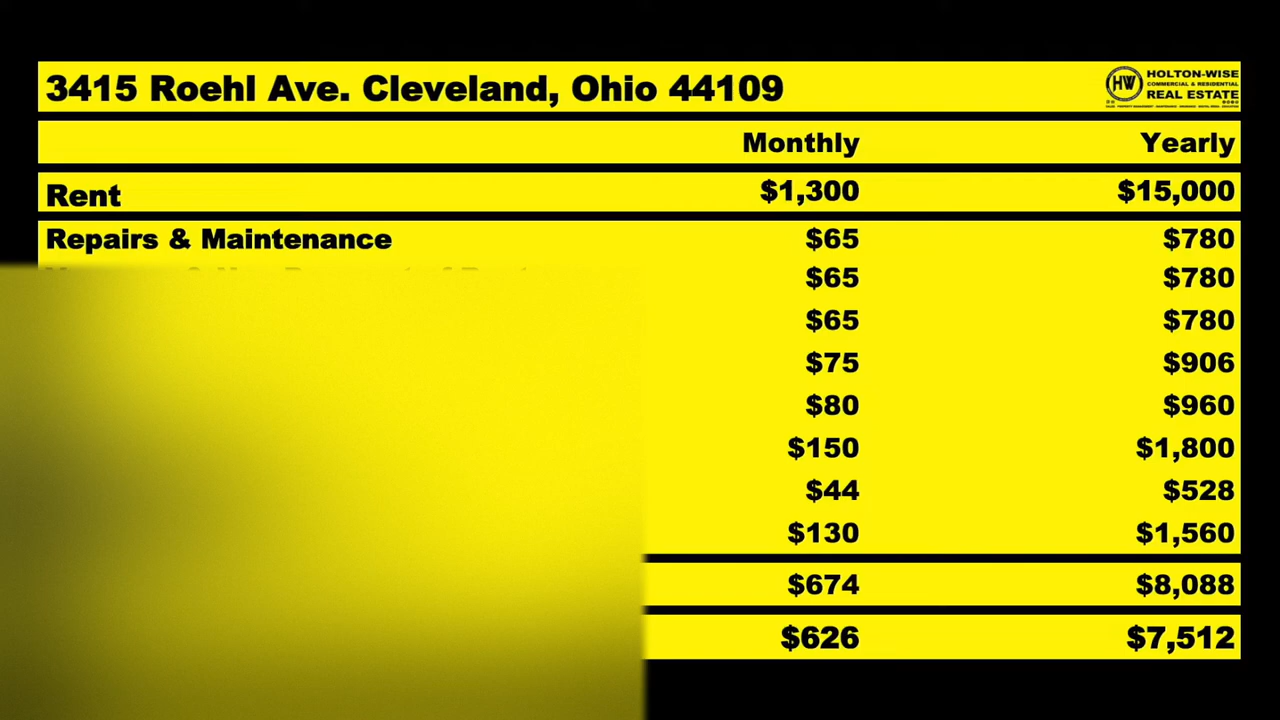 3415 Roehl Ave. Cleveland, Ohio 44109
HW
HOLTON-WISE
COMMERCIAL & RESIDENTIAL
REAL ESTATE
Monthly Yearly
Rent $1,300 $15,000
Repairs & Maintenance $65 $780
$65 $780
$65 $780
$75 $906
$80 $960
$150 $1,800
$44 $528
$130 $1,560
$674 $8,088
$626 $7,512